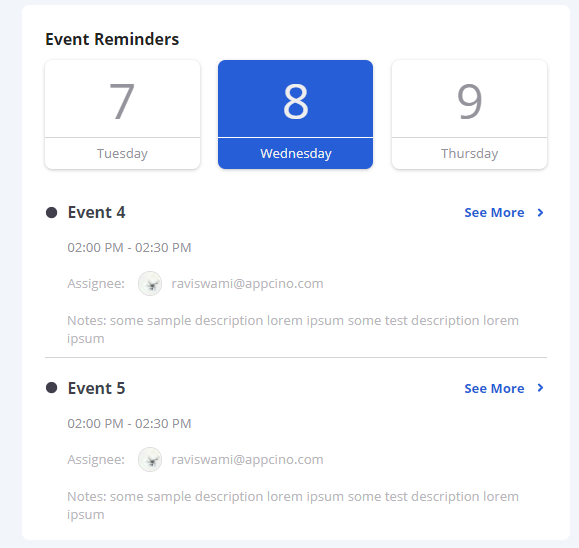 Event Reminders
7 8 9
Tuesday Wednesday Thursday
Event 4 See More
02:00 PM - 02:30 PM
Assignee: raviswami@appcino.com
Notes: some sample description lorem ipsum some test description lorem
ipsum
Event 5 See More
02:00 PM - 02:30 PM
Assignee: raviswami@appcino.com
Notes: some sample description lorem ipsum some test description lorem
ipsum